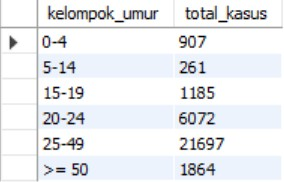 kelompok_umur total_kasus
0-4 907
5-14 261
15-19 1185
20-24 6072
25-49 21697
>= 50 1864